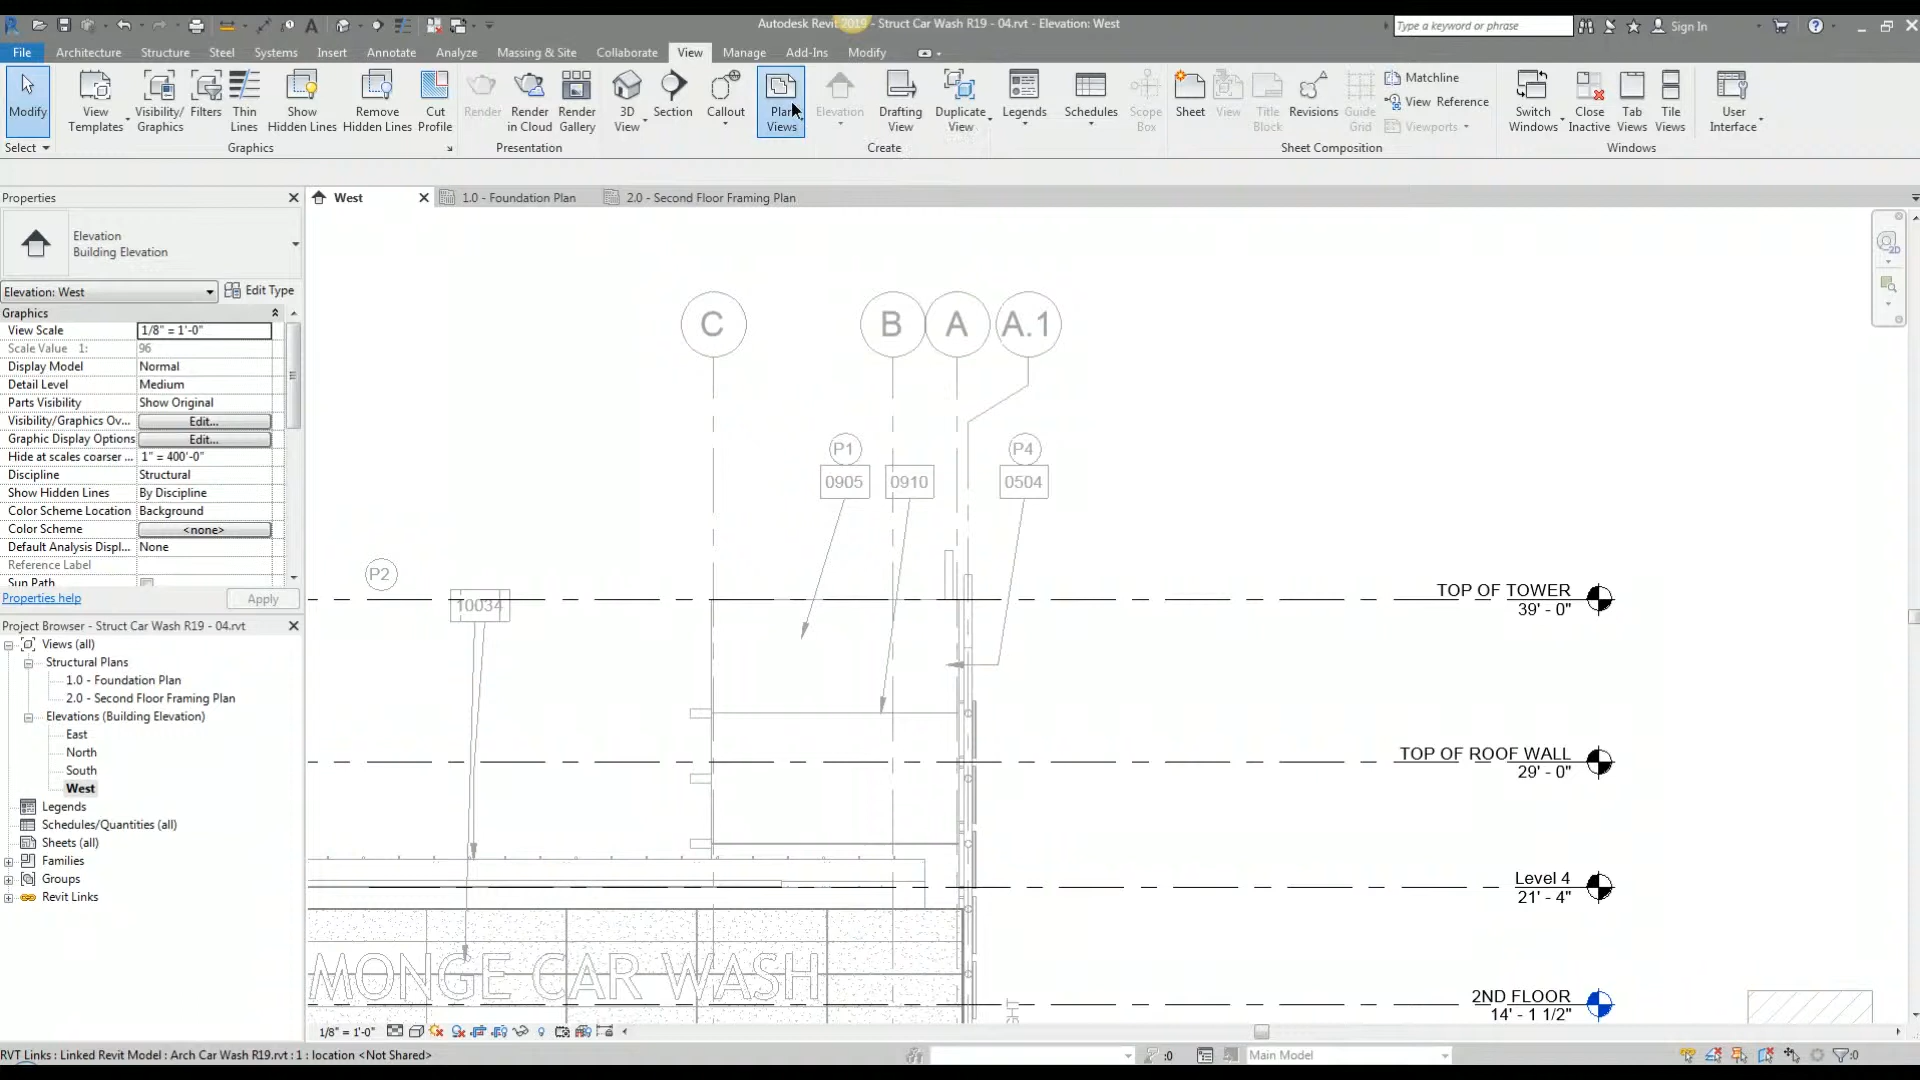 Autodesk Revit 2019 - Struct Car Wash R19 - 04.rvt - Elevation: West
Type a keyword or phrase
Sign In
File Architecture Structure Steel Systems Insert Annotate Analyze Massing & Site Collaborate View Manage Add-Ins Modify
Modify
View Templates
Visibility/ Graphics
Filters
Thin Lines
Show Hidden Lines
Remove Hidden Lines
Cut Profile
Render
Render in Cloud
Render Gallery
3D View
Section
Callout
Plan Views
Elevation
Drafting View
Duplicate View
Legends
Schedules
Scope Box
Sheet
View
Title Block
Revisions
Guide Grid
Matchline
View Reference
Viewports
Switch Windows
Close Inactive
Tab Views
Tile Views
User Interface
Select Graphics Presentation Create Sheet Composition Windows
Properties
West
1.0 - Foundation Plan
2.0 - Second Floor Framing Plan
Elevation
Building Elevation
Elevation: West
Edit Type
Graphics
View Scale 1/8" = 1'-0"
Scale Value 1: 96
Display Model Normal
Detail Level Medium
Parts Visibility Show Original
Visibility/Graphics Ov... Edit...
Graphic Display Options Edit...
Hide at scales coarser ... 1" = 400'-0"
Discipline Structural
Show Hidden Lines By Discipline
Color Scheme Location Background
Color Scheme <none>
Default Analysis Displ... None
Reference Label
Sun Path
Properties help
Apply
Project Browser - Struct Car Wash R19 - 04.rvt
Views (all)
Structural Plans
1.0 - Foundation Plan
2.0 - Second Floor Framing Plan
Elevations (Building Elevation)
East
North
South
West
Legends
Schedules/Quantities (all)
Sheets (all)
Families
Groups
Revit Links
C B A A.1
P1 P4
0905 0910 0504
P2
10034
TOP OF TOWER
39' - 0"
TOP OF ROOF WALL
29' - 0"
Level 4
21' - 4"
MONGE CAR WASH
2ND FLOOR
14' - 1 1/2"
1/8" = 1'-0"
RVT Links : Linked Revit Model : Arch Car Wash R19.rvt : 1 : location <Not Shared>
:0
Main Model
:0